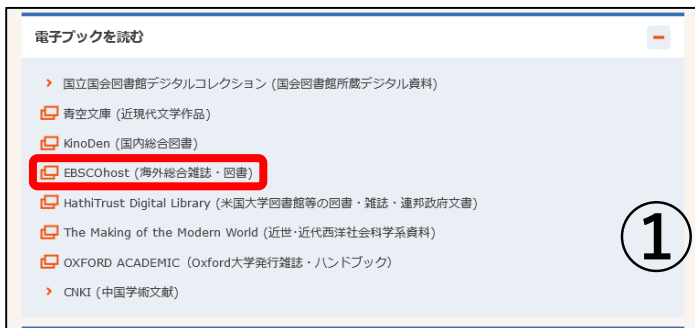 電子ブックを読む
国立国会図書館デジタルコレクション (国会図書館所蔵デジタル資料)
青空文庫 (近現代文学作品)
KinoDen (国内総合図書)
EBSCOhost (海外総合雑誌・図書)
HathiTrust Digital Library (米国大学図書館等の図書・雑誌・連邦政府文書)
The Making of the Modern World (近世・近代西洋社会科学系資料)
OXFORD ACADEMIC（Oxford大学発行雑誌・ハンドブック）
CNKI (中国学術文献)
①